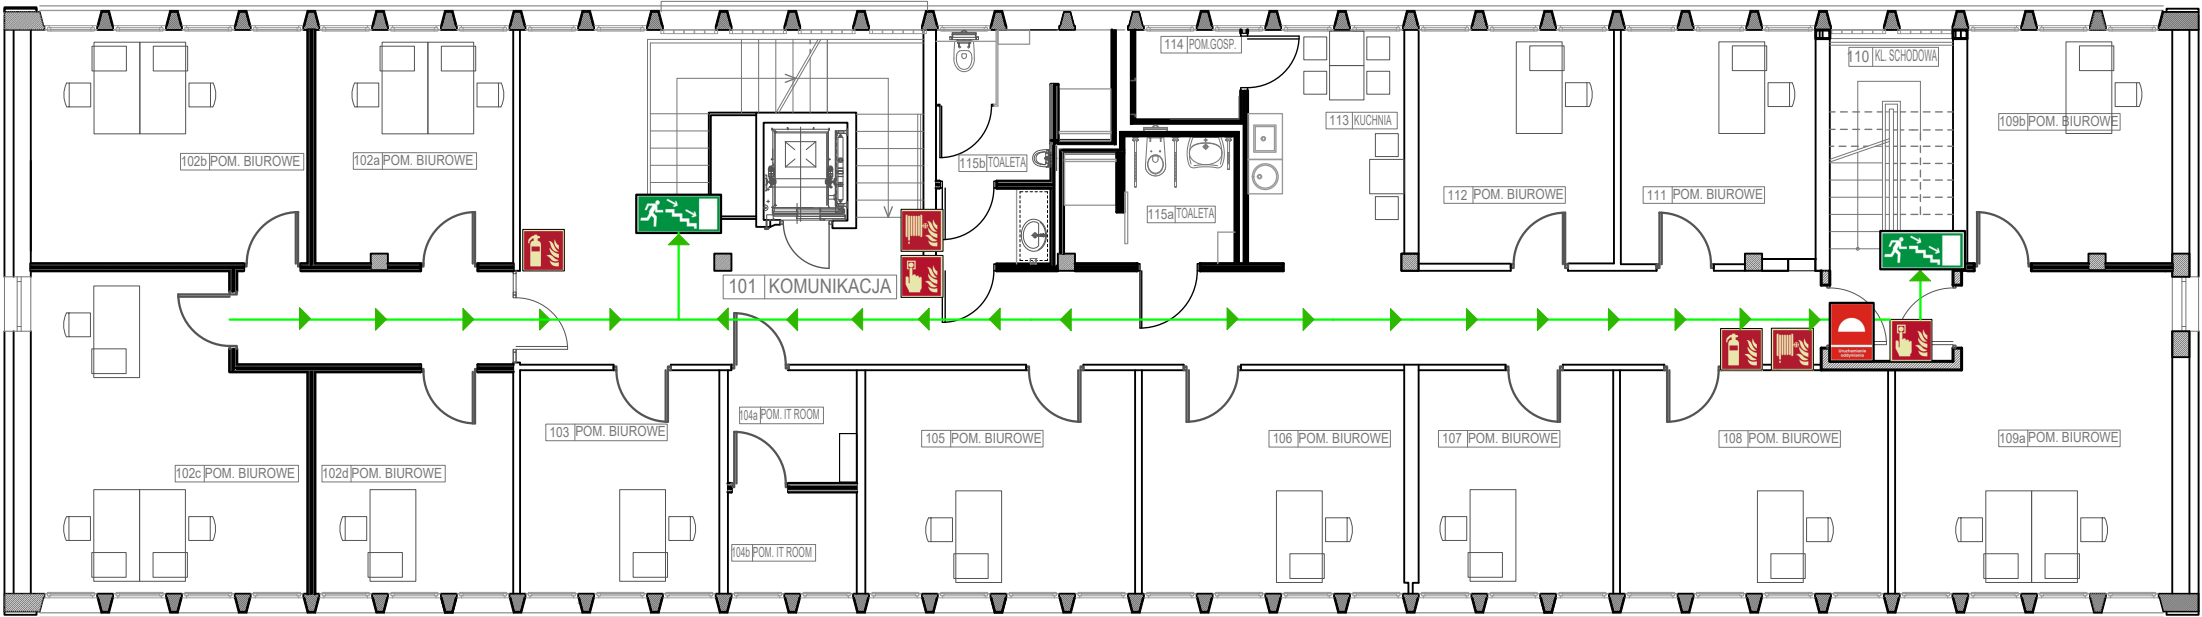 114 POM.GOSP.
110 KL. SCHODOWA
113 KUCHNIA
109b POM. BIUROWE
102b POM. BIUROWE
102a POM. BIUROWE
115b TOALETA
112 POM. BIUROWE
111 POM. BIUROWE
115a TOALETA
101 KOMUNIKACJA
Uruchamianie
oddymiania
104a POM. IT ROOM
103 POM. BIUROWE
105 POM. BIUROWE
106 POM. BIUROWE
107 POM. BIUROWE
108 POM. BIUROWE
109a POM. BIUROWE
102c POM. BIUROWE
102d POM. BIUROWE
104b POM. IT ROOM